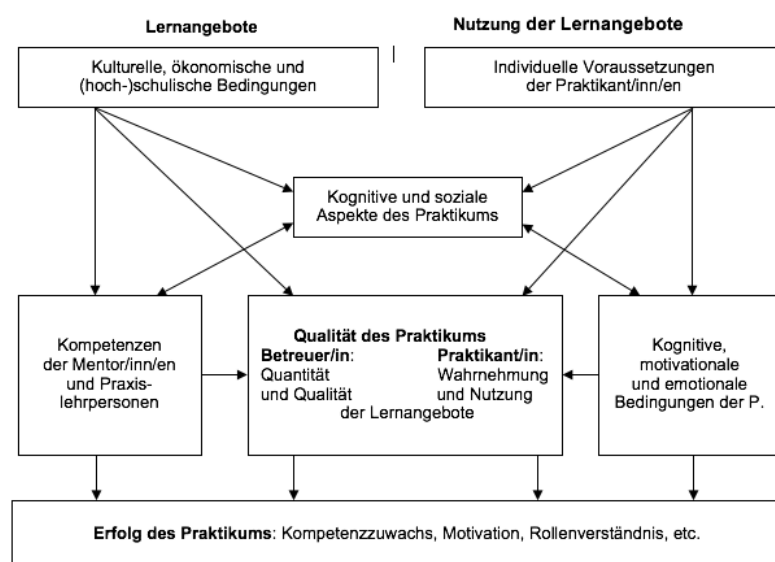 Lernangebote
Nutzung der Lernangebote
Kulturelle, ökonomische und
(hoch-)schulische Bedingungen
Individuelle Voraussetzungen
der Praktikant/inn/en
Kognitive und soziale
Aspekte des Praktikums
Kompetenzen
der Mentor/inn/en
und Praxis-
lehrpersonen
Qualität des Praktikums
Betreuer/in: Praktikant/in:
Quantität Wahrnehmung
und Qualität und Nutzung
der Lernangebote
Kognitive,
motivationale
und emotionale
Bedingungen der P.
Erfolg des Praktikums: Kompetenzzuwachs, Motivation, Rollenverständnis, etc.